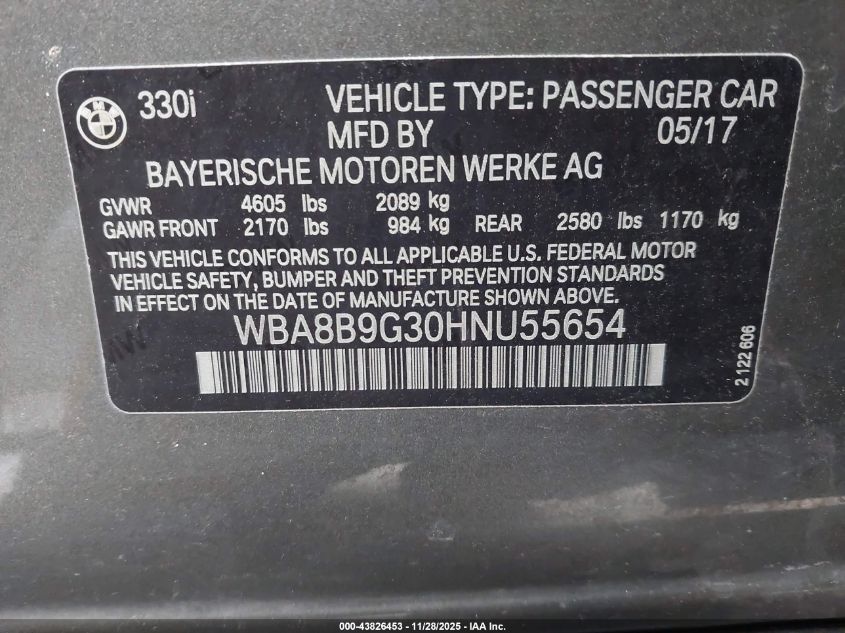 BMW
330i VEHICLE TYPE: PASSENGER CAR
MFD BY 05/17
BAYERISCHE MOTOREN WERKE AG
GVWR 4605 lbs 2089 kg
GAWR FRONT 2170 lbs 984 kg REAR 2580 lbs 1170 kg
THIS VEHICLE CONFORMS TO ALL APPLICABLE U.S. FEDERAL MOTOR
VEHICLE SAFETY, BUMPER AND THEFT PREVENTION STANDARDS
IN EFFECT ON THE DATE OF MANUFACTURE SHOWN ABOVE.
WBA8B9G30HNU55654
2 122 606
000-43826453 - 11/28/2025 - IAA Inc.